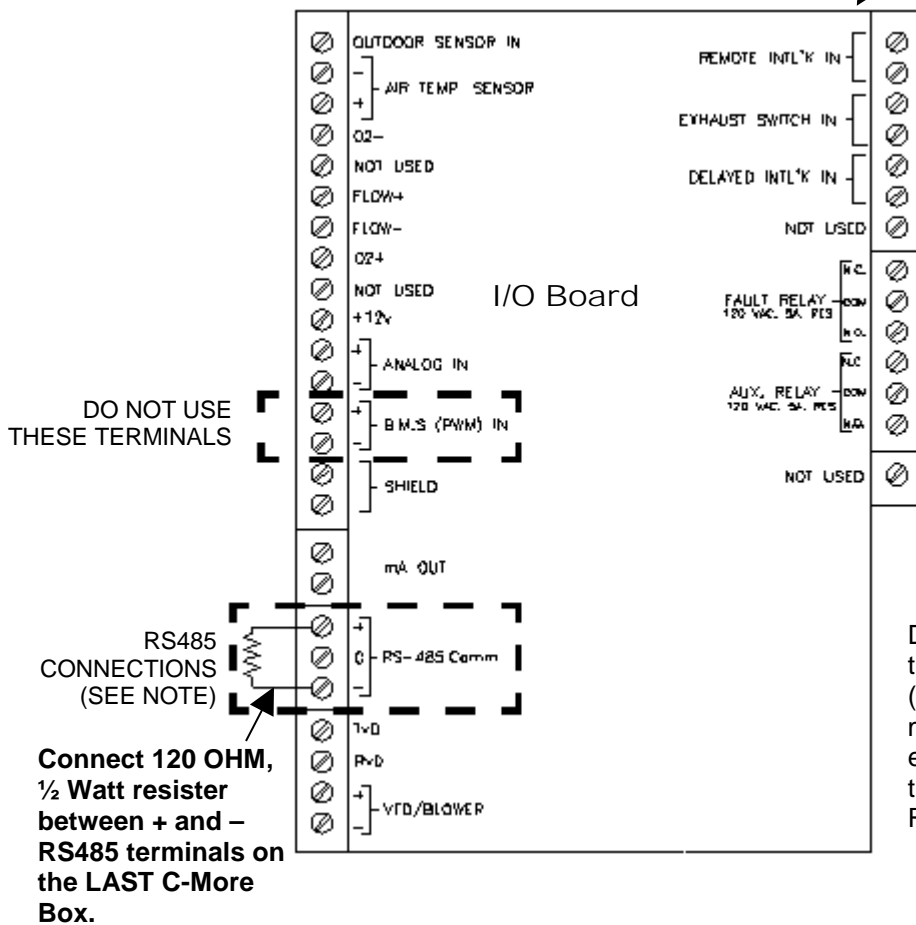 OUTDOOR SENSOR IN
-
AIR TEMP SENSOR
+
O2-
NOT USED
FLOW+
FLOW-
O2+
NOT USED
+12v
+
ANALOG IN
-
DO NOT USE
THESE TERMINALS
+
B.M.S (PWM) IN
-
SHIELD
mA OUT
RS485
CONNECTIONS
(SEE NOTE)
+
RS-485 Comm
-
TxD
RxD
+
VFD/BLOWER
-
Connect 120 OHM,
½ Watt resister
between + and –
RS485 terminals on
the LAST C-More
Box.
I/O Board
REMOTE INTL'K IN
EXHAUST SWITCH IN
DELAYED INTL'K IN
NOT USED
N.C.
FAULT RELAY COM
120 VAC. 5A. RES
N.O.
N.C
AUX. RELAY COM
120 VAC. 5A. RES
N.O.
NOT USED
D
t
(
r
e
t
F